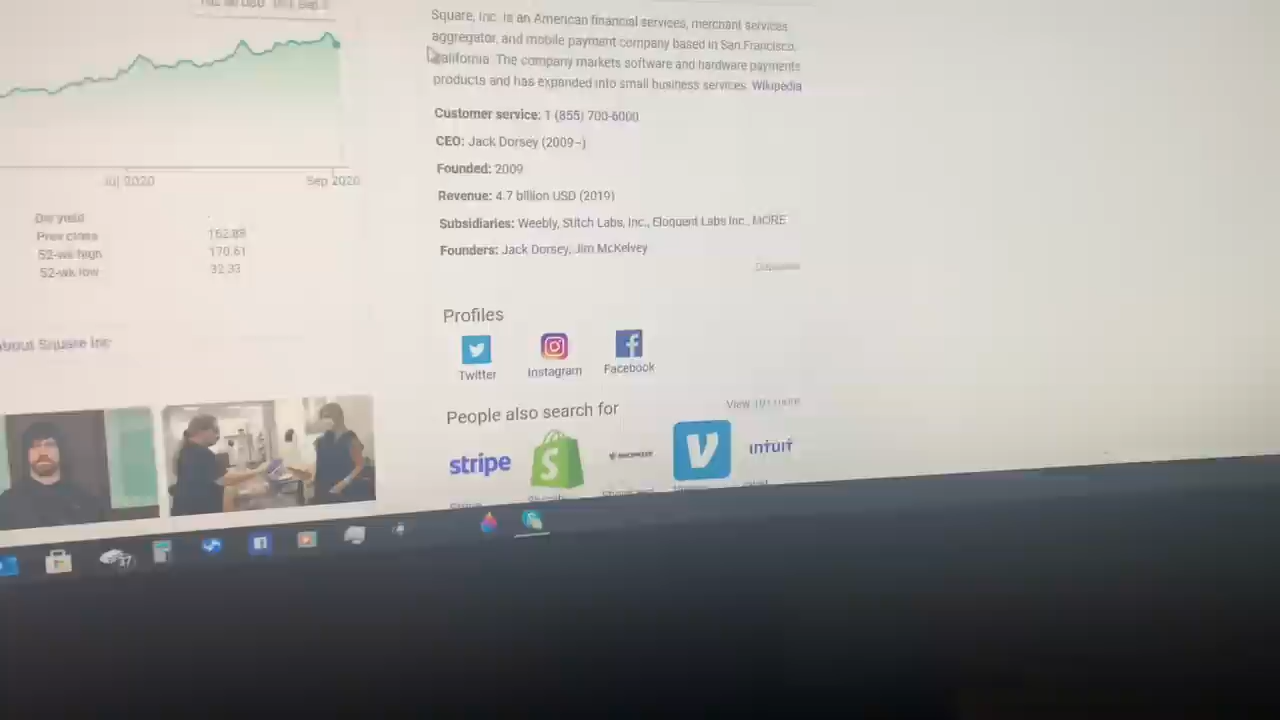 Square, Inc. is an American financial services, merchant services
aggregator, and mobile payment company based in San Francisco,
California. The company markets software and hardware payments
products and has expanded into small business services. Wikipedia
Customer service: 1 (855) 700-6000
CEO: Jack Dorsey (2009–)
Founded: 2009
Revenue: 4.7 billion USD (2019)
Subsidiaries: Weebly, Stitch Labs, Inc., Eloquent Labs Inc., MORE
Founders: Jack Dorsey, Jim McKelvey
Disclaimer
Jul 2020
Sep 2020
Div yield -
Prev close 162.88
52-wk high 170.61
52-wk low 32.33
about Square Inc
Profiles
Twitter
Instagram
Facebook
People also search for
View 10+ more
stripe
S
V
INTUIT